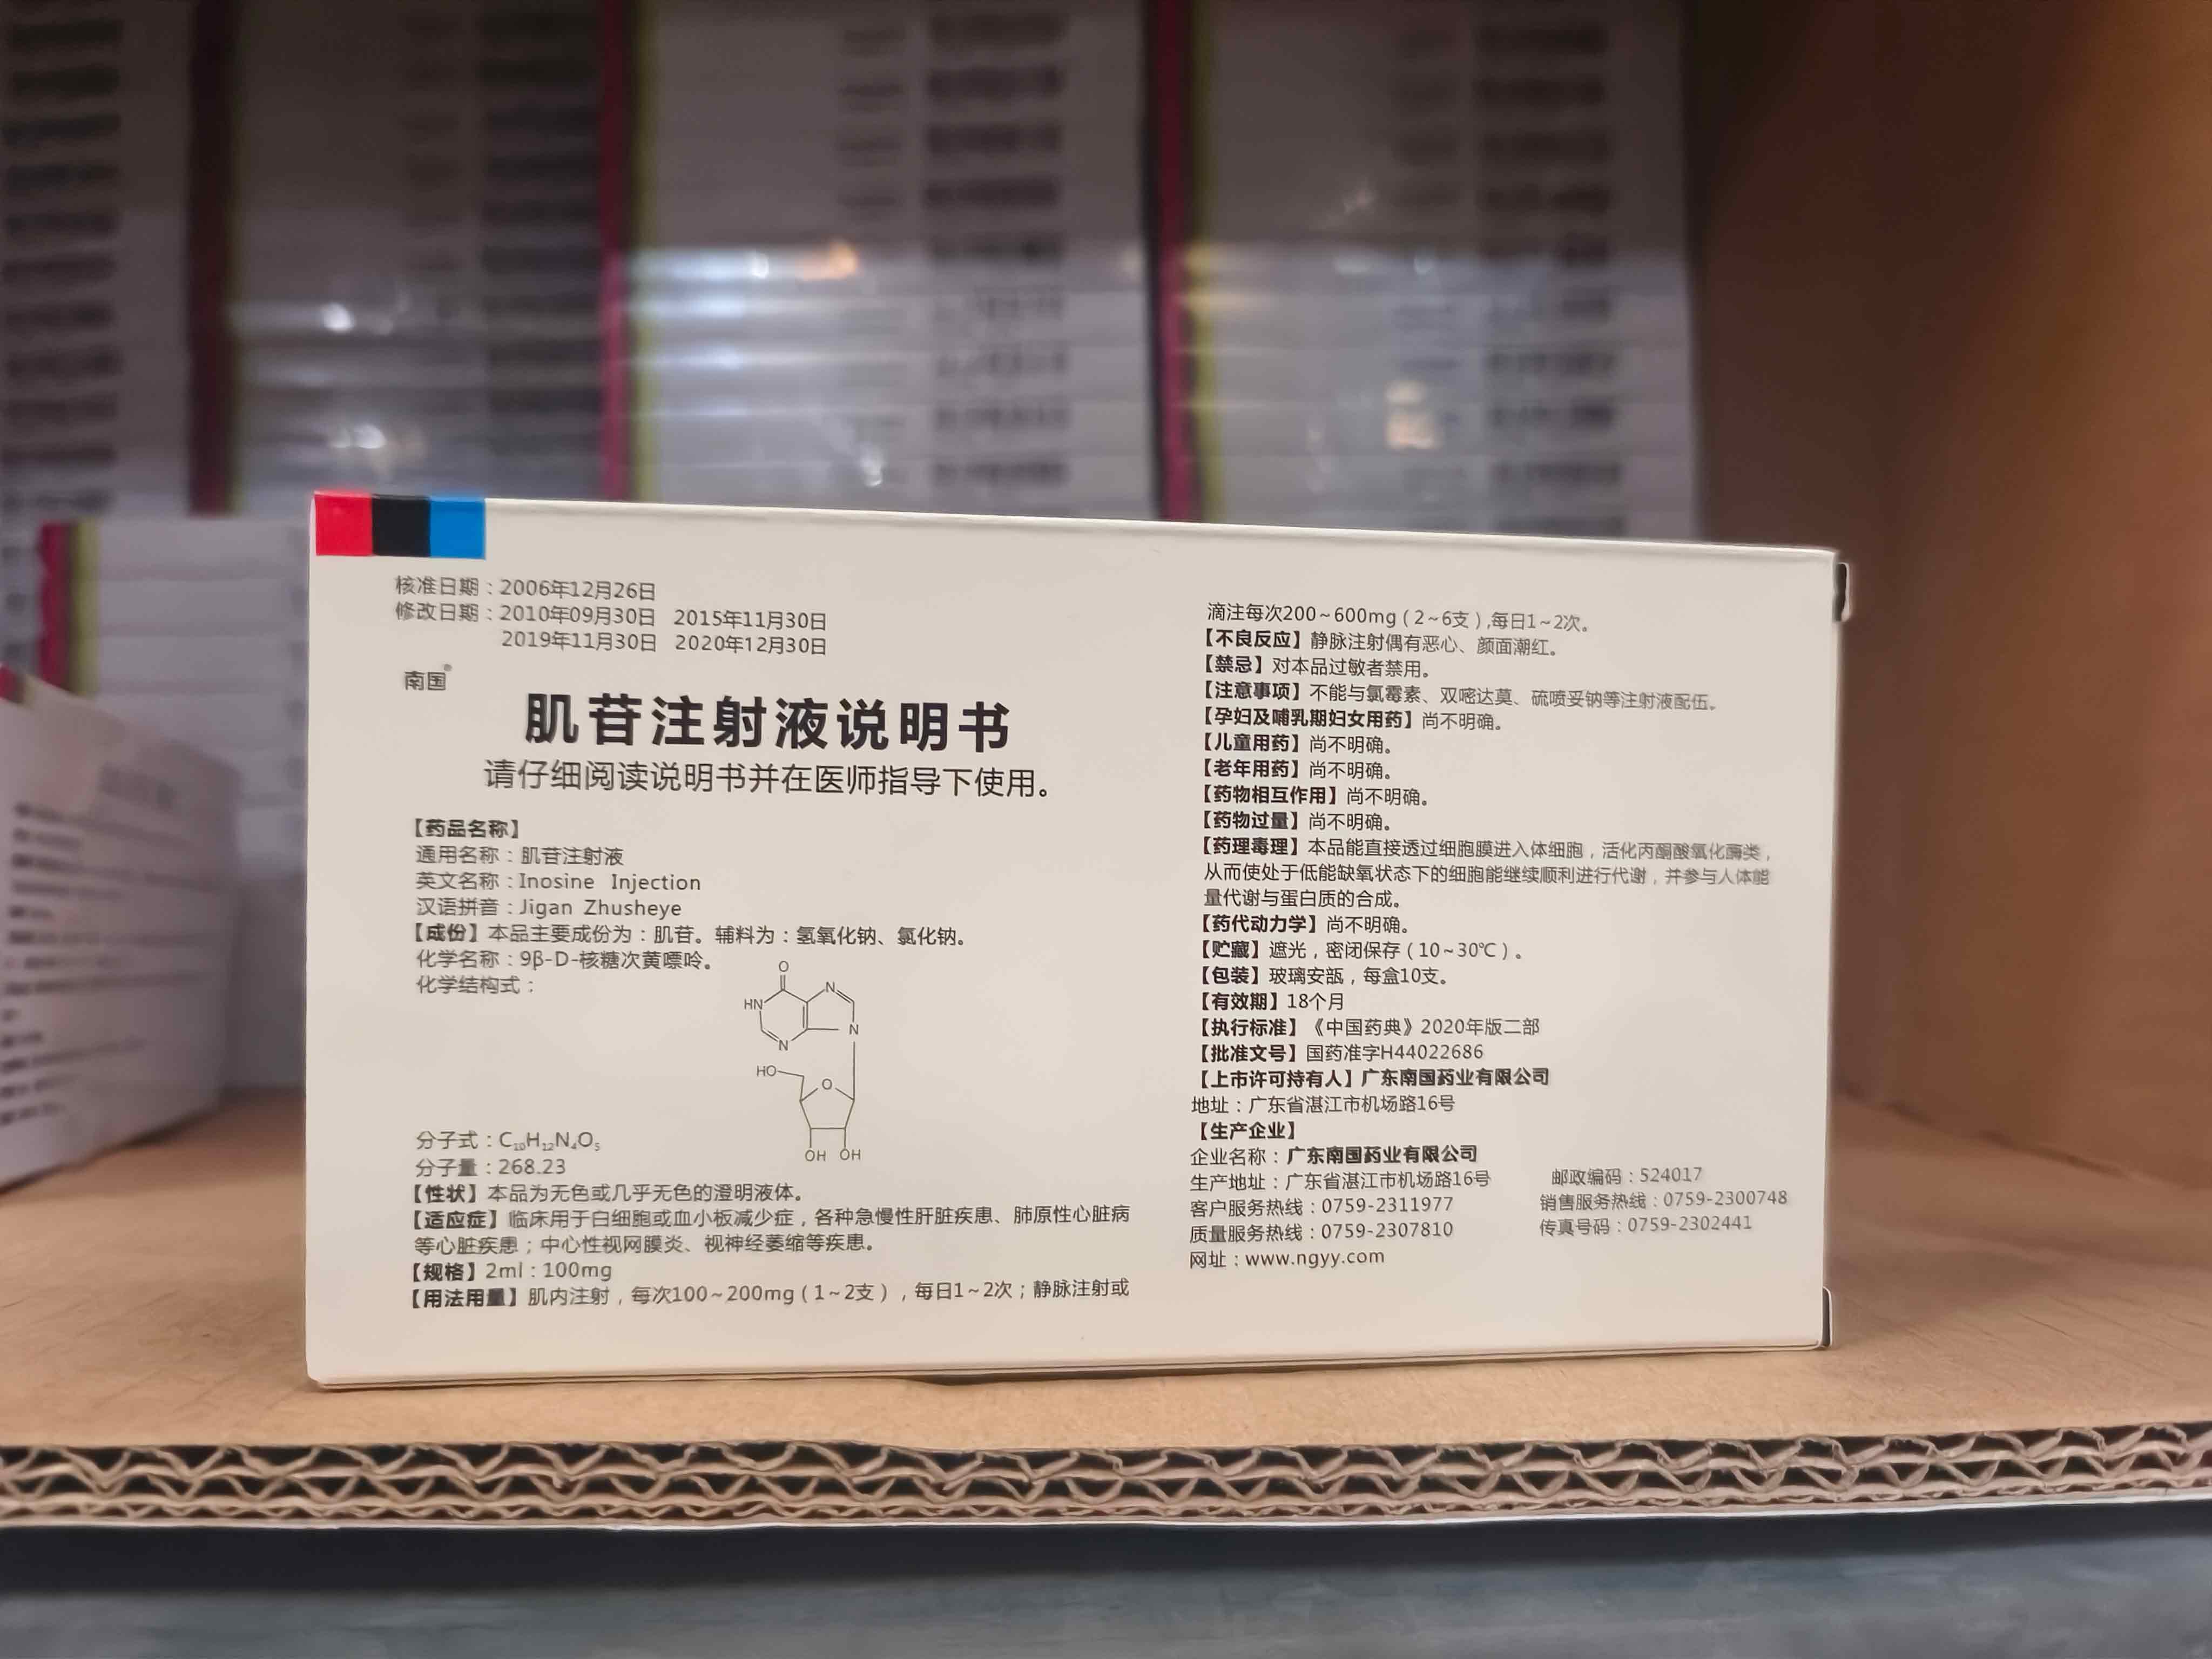 核准日期：2006年12月26日
修改日期：2010年09月30日 2015年11月30日
2019年11月30日 2020年12月30日
南国®
肌苷注射液说明书
请仔细阅读说明书并在医师指导下使用。
【药品名称】
通用名称：肌苷注射液
英文名称：Inosine Injection
汉语拼音：Jigan Zhusheye
【成份】本品主要成份为：肌苷。辅料为：氢氧化钠、氯化钠。
化学名称：9β-D-核糖次黄嘌呤。
化学结构式：
O
HN
N
N
N
HO
O
OH OH
分子式：C₁₀H₁₂N₄O₅
分子量：268.23
【性状】本品为无色或几乎无色的澄明液体。
【适应症】临床用于白细胞或血小板减少症，各种急慢性肝脏疾患、肺原性心脏病
等心脏疾患；中心性视网膜炎、视神经萎缩等疾患。
【规格】2ml：100mg
【用法用量】肌内注射，每次100~200mg（1~2支），每日1~2次；静脉注射或
滴注每次200~600mg（2~6支）,每日1~2次。
【不良反应】静脉注射偶有恶心、颜面潮红。
【禁忌】对本品过敏者禁用。
【注意事项】不能与氯霉素、双嘧达莫、硫喷妥钠等注射液配伍。
【孕妇及哺乳期妇女用药】尚不明确。
【儿童用药】尚不明确。
【老年用药】尚不明确。
【药物相互作用】尚不明确。
【药物过量】尚不明确。
【药理毒理】本品能直接透过细胞膜进入体细胞，活化丙酮酸氧化酶类，
从而使处于低能缺氧状态下的细胞能继续顺利进行代谢，并参与人体能
量代谢与蛋白质的合成。
【药代动力学】尚不明确。
【贮藏】遮光，密闭保存（10~30℃）。
【包装】玻璃安瓿，每盒10支。
【有效期】18个月
【执行标准】《中国药典》2020年版二部
【批准文号】国药准字H44022686
【上市许可持有人】广东南国药业有限公司
地址：广东省湛江市机场路16号
【生产企业】
企业名称：广东南国药业有限公司
生产地址：广东省湛江市机场路16号 邮政编码：524017
客户服务热线：0759-2311977 销售服务热线：0759-2300748
质量服务热线：0759-2307810 传真号码：0759-2302441
网址：www.ngyy.com